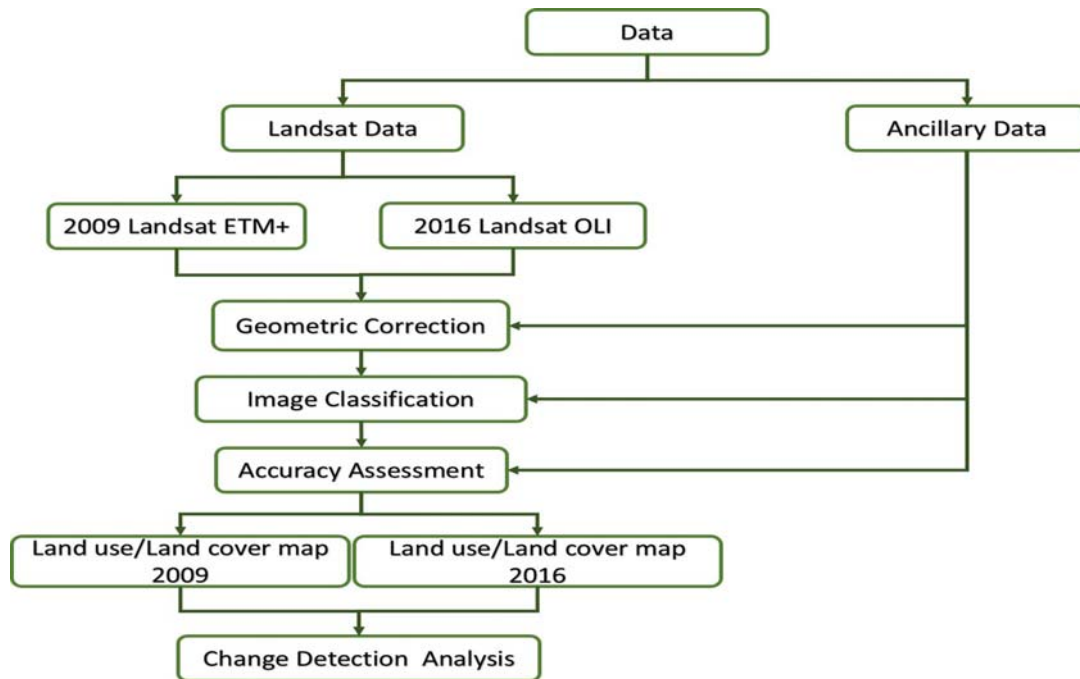 Data
Landsat Data
Ancillary Data
2009 Landsat ETM+
2016 Landsat OLI
Geometric Correction
Image Classification
Accuracy Assessment
Land use/Land cover map
2009
Land use/Land cover map
2016
Change Detection Analysis